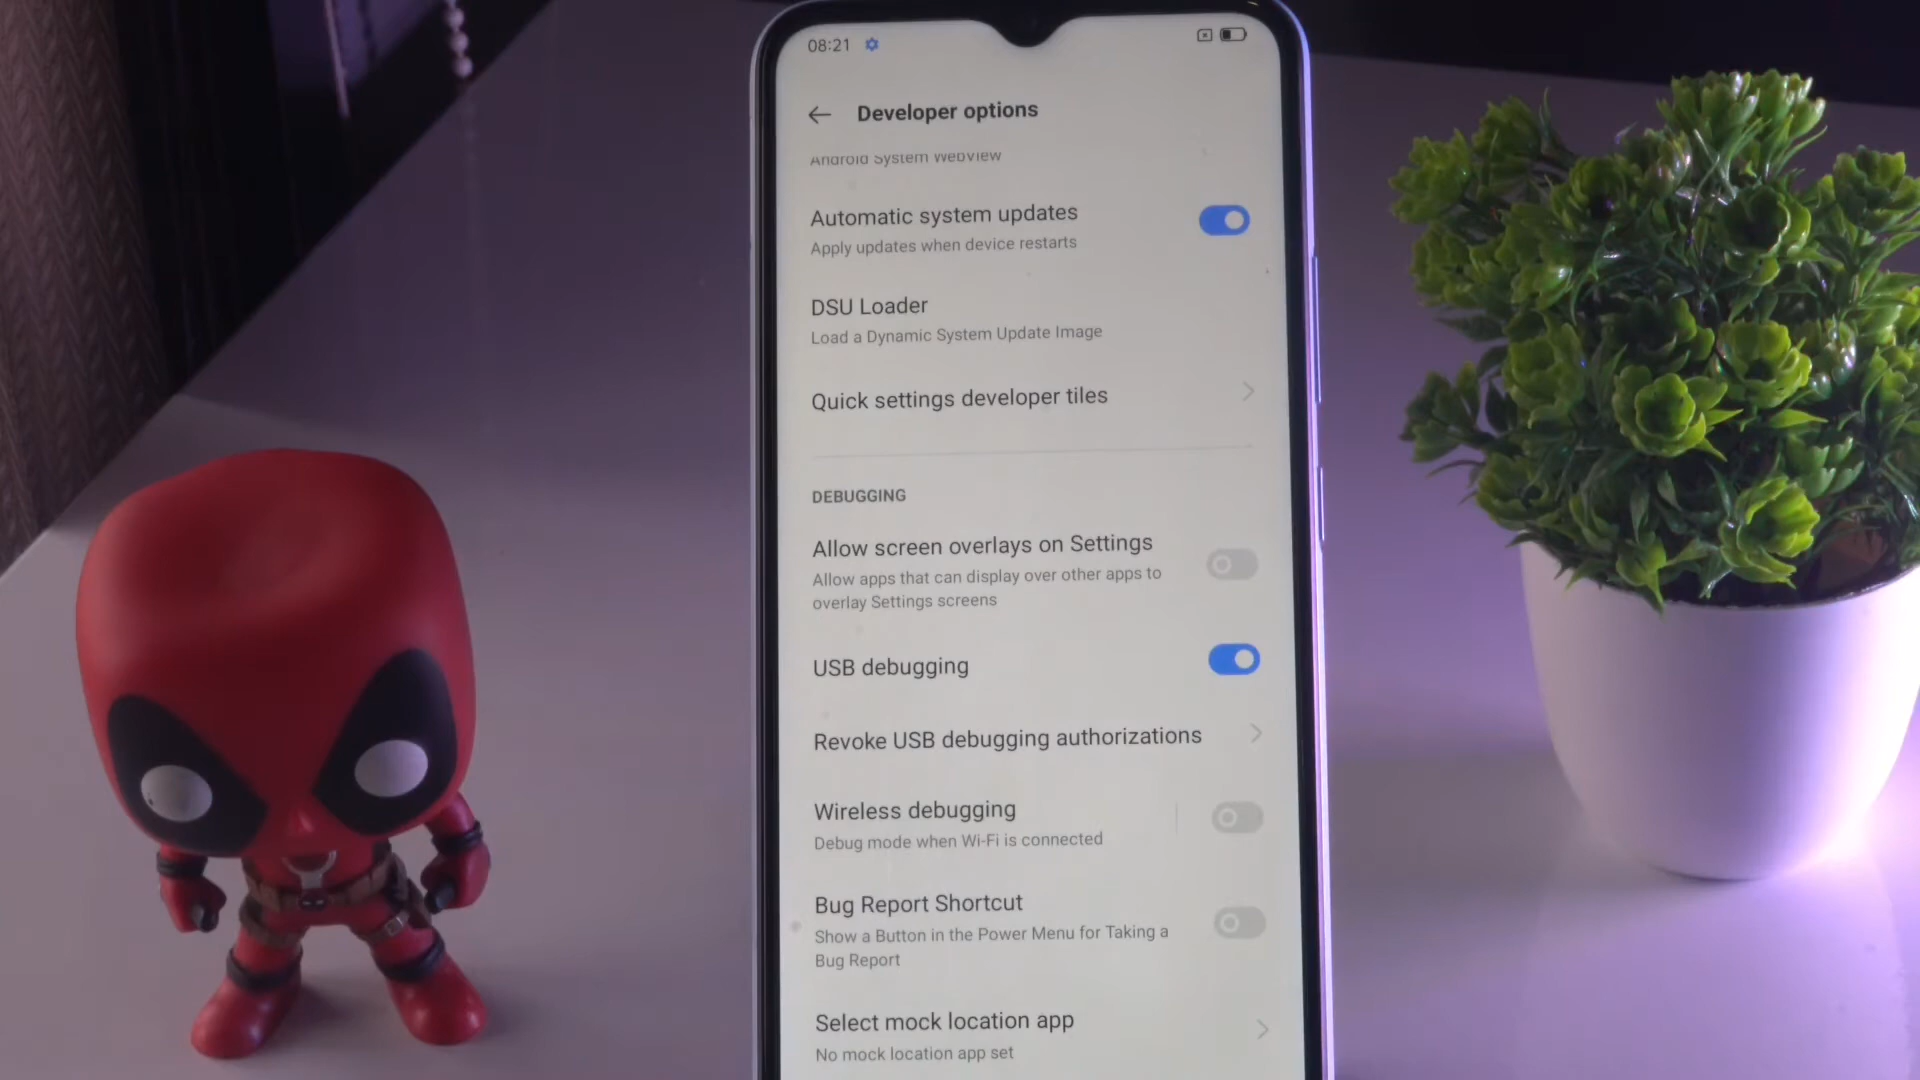 08:21
Developer options
Android System WebView
Automatic system updates
Apply updates when device restarts
DSU Loader
Load a Dynamic System Update Image
Quick settings developer tiles
DEBUGGING
Allow screen overlays on Settings
Allow apps that can display over other apps to
overlay Settings screens
USB debugging
Revoke USB debugging authorizations
Wireless debugging
Debug mode when Wi-Fi is connected
Bug Report Shortcut
Show a Button in the Power Menu for Taking a
Bug Report
Select mock location app
No mock location app set